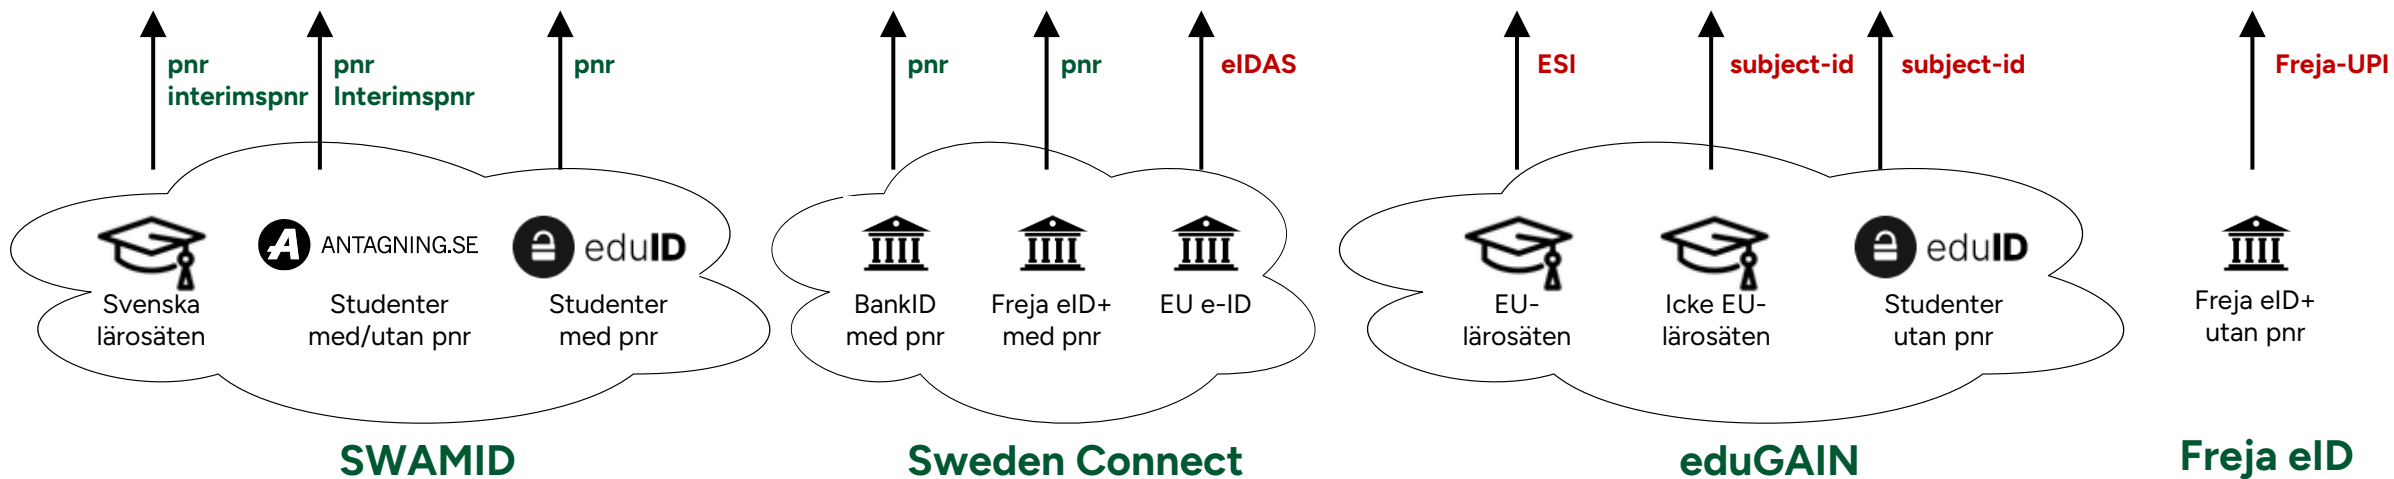 pnr
interimspnr
pnr
Interimspnr
pnr
pnr
pnr
eIDAS
ESI
subject-id
subject-id
Freja-UPI
Svenska
lärosäten
ANTAGNING.SE
Studenter
med/utan pnr
eduID
Studenter
med pnr
BankID
med pnr
Freja eID+
med pnr
EU e-ID
EU-
lärosäten
Icke EU-
lärosäten
eduID
Studenter
utan pnr
Freja eID+
utan pnr
SWAMID
Sweden Connect
eduGAIN
Freja eID